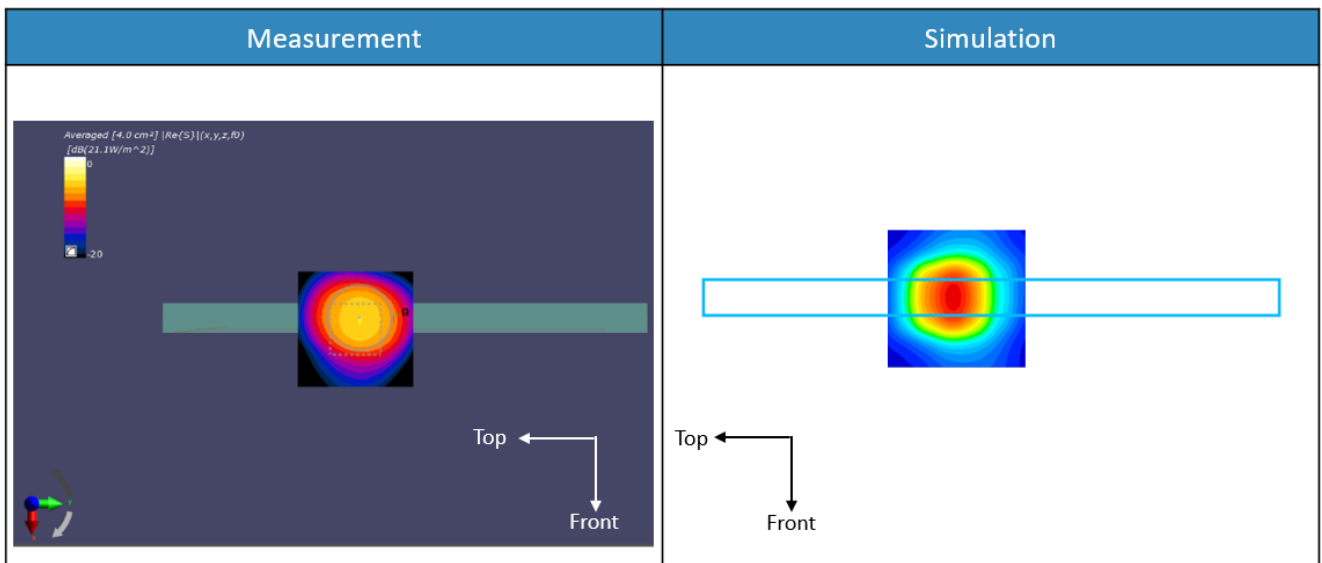 Measurement
Simulation
Averaged [4.0 cm²] |Re{S}|(x,y,z,f0)
[dB(21.1W/m^2)]
0
-20
Top
Front
Top
Front